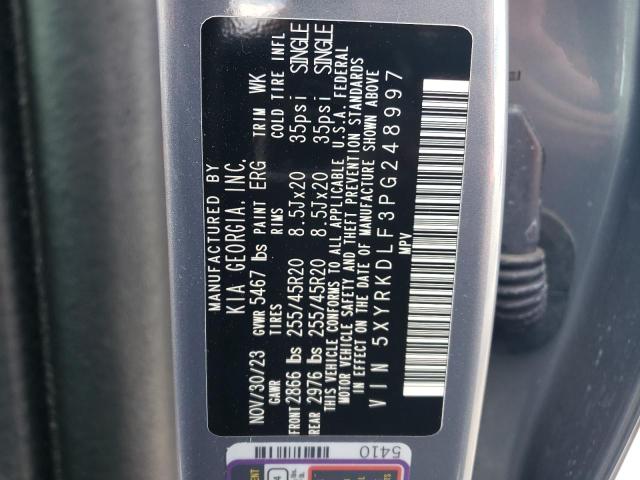 MANUFACTURED BY
KIA GEORGIA, INC.
NOV/30/23 GVWR 5467 lbs PAINT ERG TRIM WK
GAWR TIRES RIMS COLD TIRE INFL
FRONT 2866 lbs 255/45R20 8.5Jx20 35psi SINGLE
REAR 2976 lbs 255/45R20 8.5Jx20 35psi SINGLE
THIS VEHICLE CONFORMS TO ALL APPLICABLE U.S.A. FEDERAL
MOTOR VEHICLE SAFETY AND THEFT PREVENTION STANDARDS
IN EFFECT ON THE DATE OF MANUFACTURE SHOWN ABOVE
VIN 5XYRKDLF3PG248997
MPV
5410